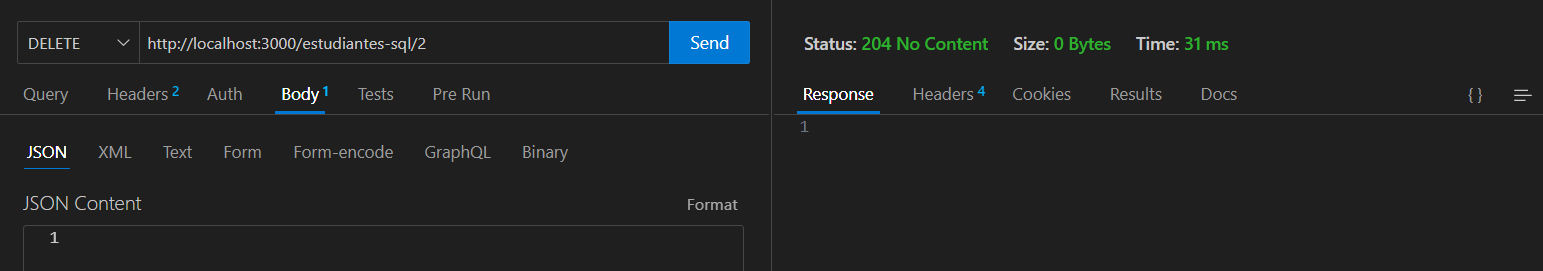 DELETE http://localhost:3000/estudiantes-sql/2 Send
Query Headers 2 Auth Body 1 Tests Pre Run
JSON XML Text Form Form-encode GraphQL Binary
JSON Content Format
1
Status: 204 No Content Size: 0 Bytes Time: 31 ms
Response Headers 4 Cookies Results Docs { }
1